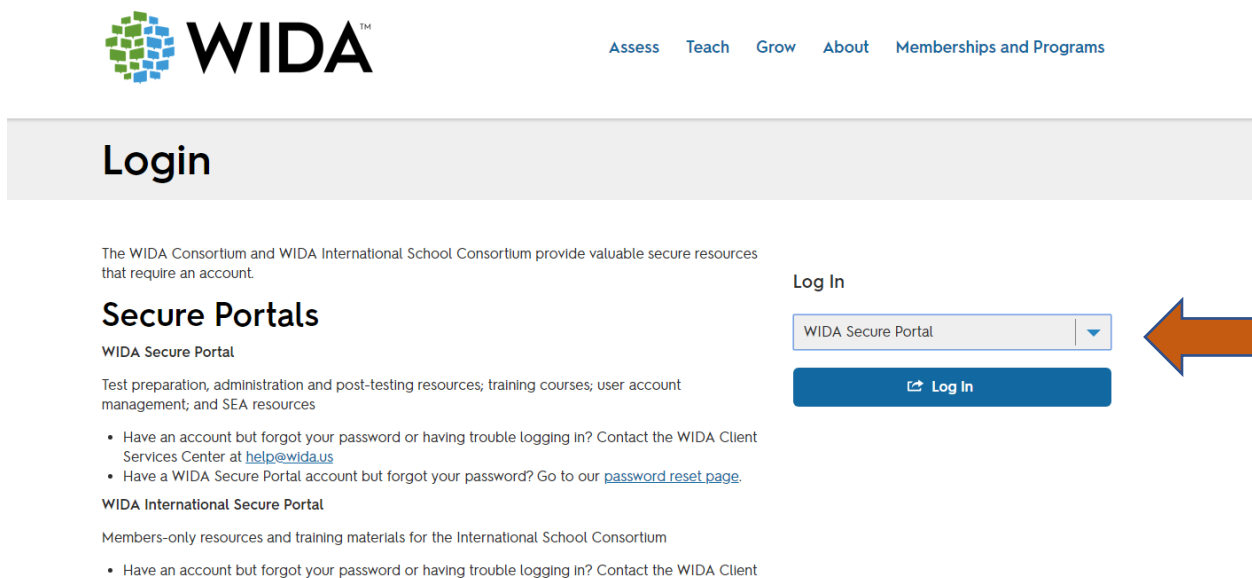 WIDA™
Assess Teach Grow About Memberships and Programs
Login
The WIDA Consortium and WIDA International School Consortium provide valuable secure resources
that require an account.
Secure Portals
WIDA Secure Portal
Test preparation, administration and post-testing resources; training courses; user account
management; and SEA resources
• Have an account but forgot your password or having trouble logging in? Contact the WIDA Client
Services Center at help@wida.us
• Have a WIDA Secure Portal account but forgot your password? Go to our password reset page.
WIDA International Secure Portal
Members-only resources and training materials for the International School Consortium
• Have an account but forgot your password or having trouble logging in? Contact the WIDA Client
Log In
WIDA Secure Portal
Log In